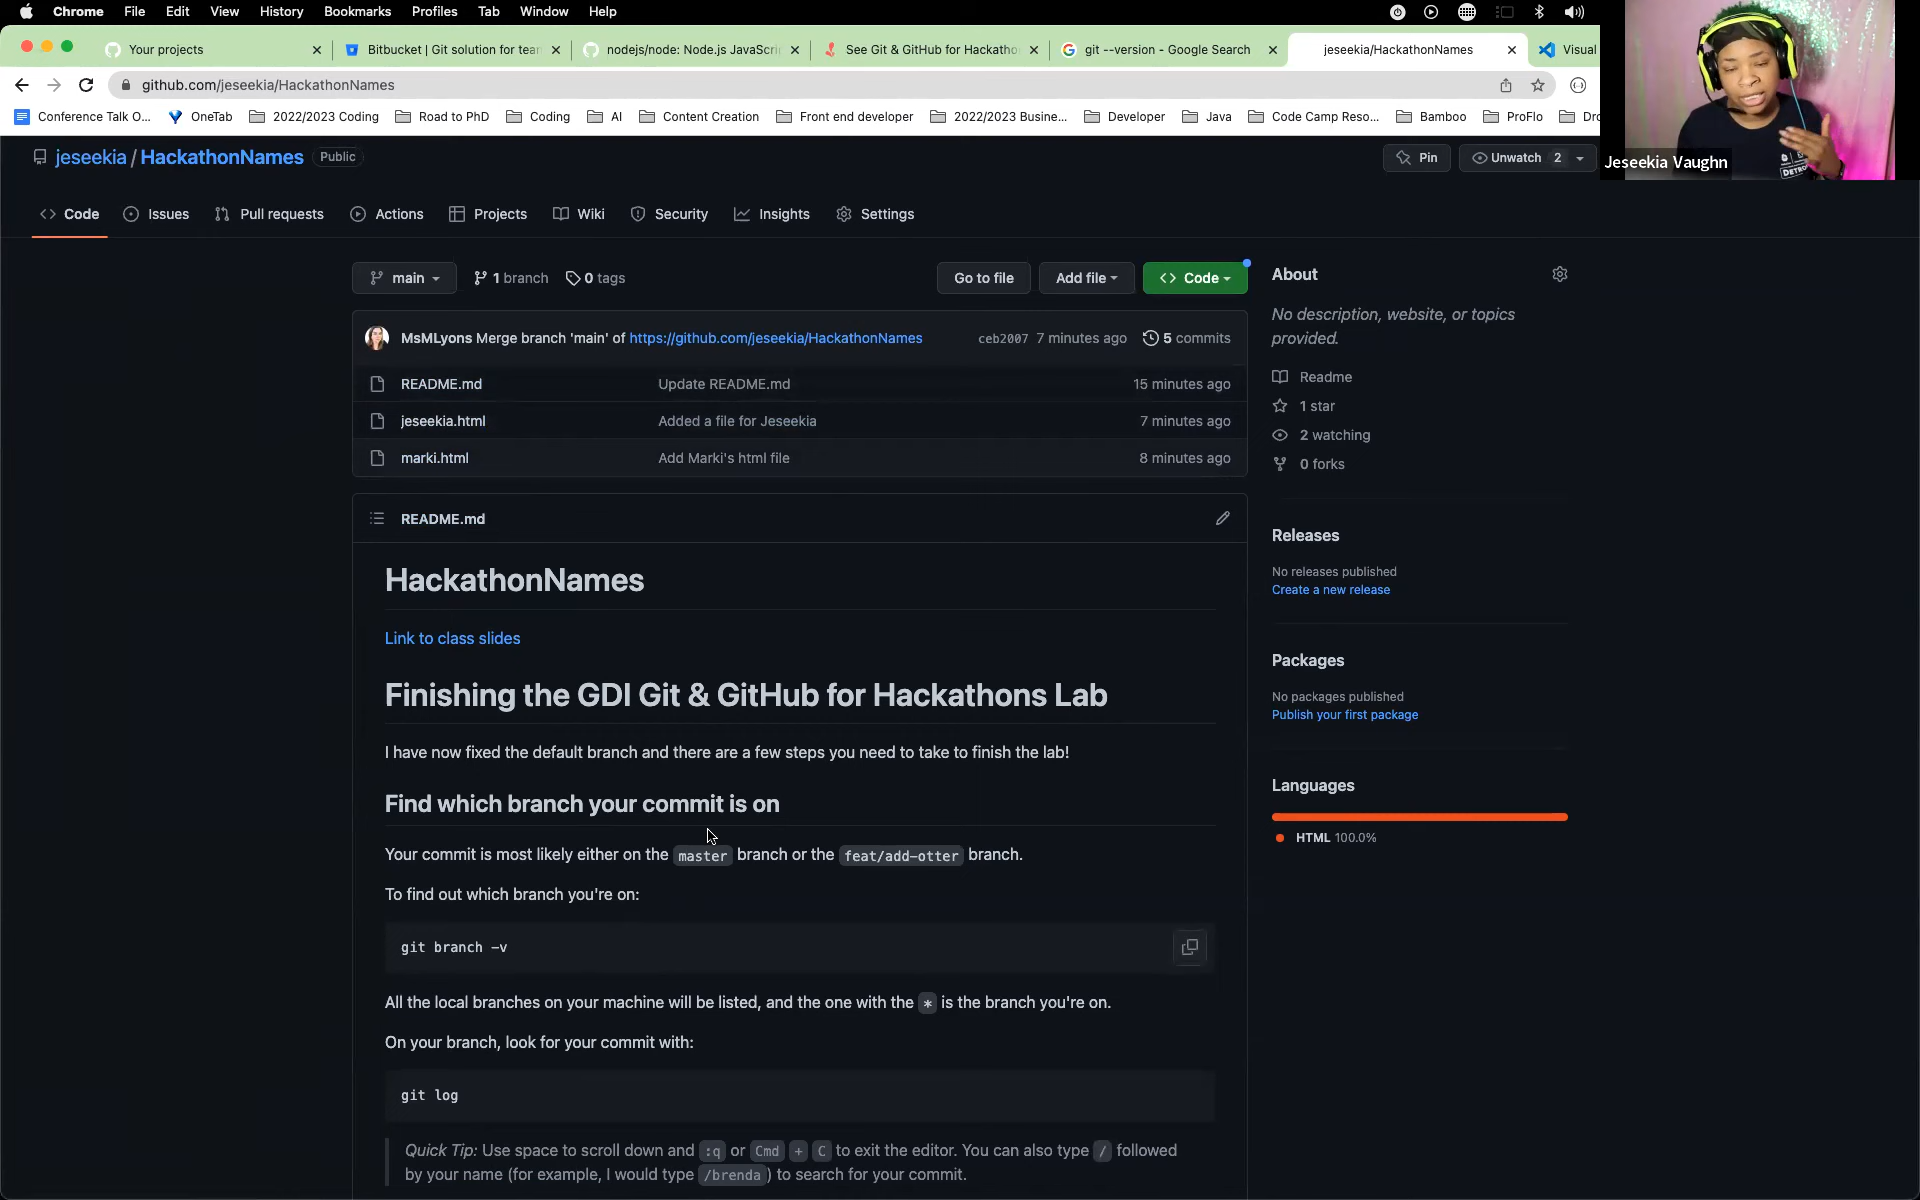 Chrome File Edit View History Bookmarks Profiles Tab Window Help
Your projects
Bitbucket | Git solution for tean
nodejs/node: Node.js JavaScri
See Git & GitHub for Hackatho
git --version - Google Search
jeseekia/HackathonNames
Visual
github.com/jeseekia/HackathonNames
Conference Talk O...
OneTab
2022/2023 Coding
Road to PhD
Coding
AI
Content Creation
Front end developer
2022/2023 Busine...
Developer
Java
Code Camp Reso...
Bamboo
ProFlo
Dro
Jeseekia Vaughn
DETRO
jeseekia / HackathonNames Public
Pin
Unwatch 2
Code
Issues
Pull requests
Actions
Projects
Wiki
Security
Insights
Settings
main
1 branch
0 tags
Go to file
Add file
<> Code
MsMLyons Merge branch 'main' of https://github.com/jeseekia/HackathonNames ceb2007 7 minutes ago 5 commits
README.md Update README.md 15 minutes ago
jeseekia.html Added a file for Jeseekia 7 minutes ago
marki.html Add Marki's html file 8 minutes ago
README.md
HackathonNames
Link to class slides
Finishing the GDI Git & GitHub for Hackathons Lab
I have now fixed the default branch and there are a few steps you need to take to finish the lab!
Find which branch your commit is on
Your commit is most likely either on the master branch or the feat/add-otter branch.
To find out which branch you're on:
git branch -v
All the local branches on your machine will be listed, and the one with the * is the branch you're on.
On your branch, look for your commit with:
git log
Quick Tip: Use space to scroll down and :q or Cmd + C to exit the editor. You can also type / followed
by your name (for example, I would type /brenda ) to search for your commit.
About
No description, website, or topics
provided.
Readme
1 star
2 watching
0 forks
Releases
No releases published
Create a new release
Packages
No packages published
Publish your first package
Languages
HTML 100.0%